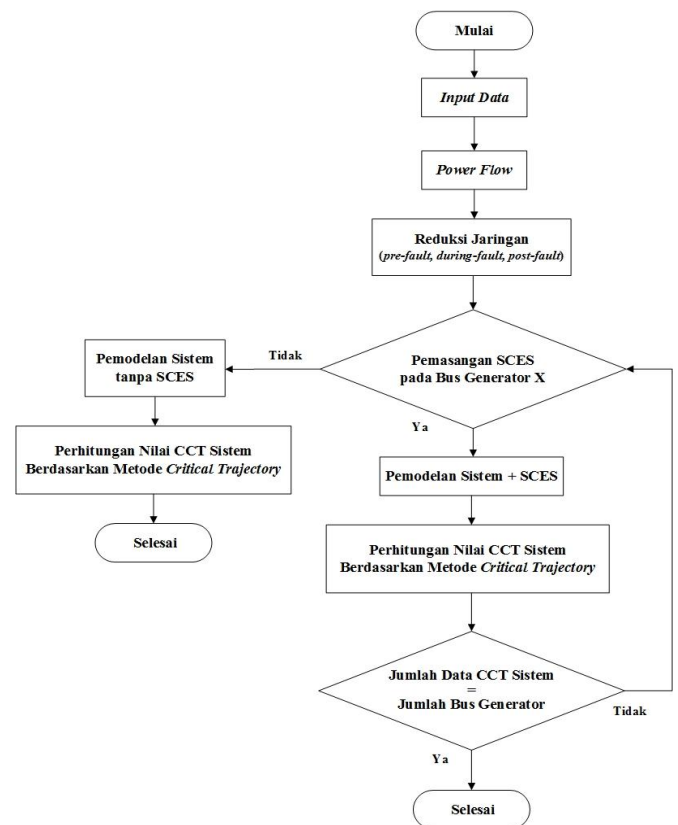 Mulai
Input Data
Power Flow
Reduksi Jaringan
(pre-fault, during-fault, post-fault)
Pemasangan SCES
pada Bus Generator X
Tidak
Pemodelan Sistem
tanpa SCES
Perhitungan Nilai CCT Sistem
Berdasarkan Metode Critical Trajectory
Selesai
Ya
Pemodelan Sistem + SCES
Perhitungan Nilai CCT Sistem
Berdasarkan Metode Critical Trajectory
Jumlah Data CCT Sistem
=
Jumlah Bus Generator
Tidak
Ya
Selesai